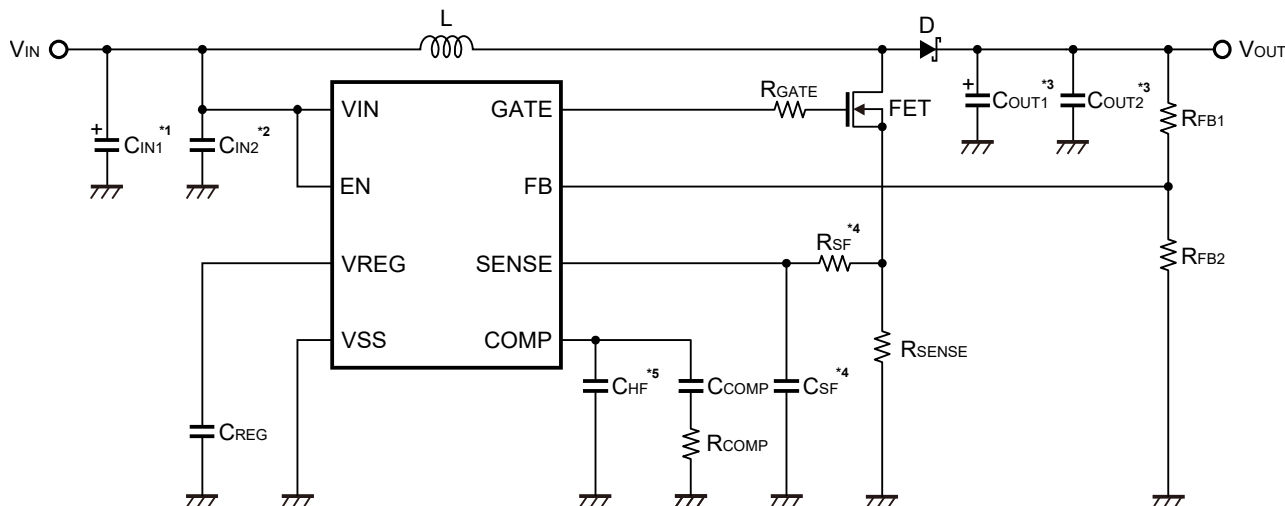 L
D
VIN
VOUT
RGATE
VIN
GATE
FET
COUT1*3
COUT2*3
RFB1
+
CIN1*1
CIN2*2
+
EN
FB
RSF*4
VREG
SENSE
RFB2
VSS
COMP
RSENSE
CHF*5
CCOMP
CSF*4
CREG
RCOMP